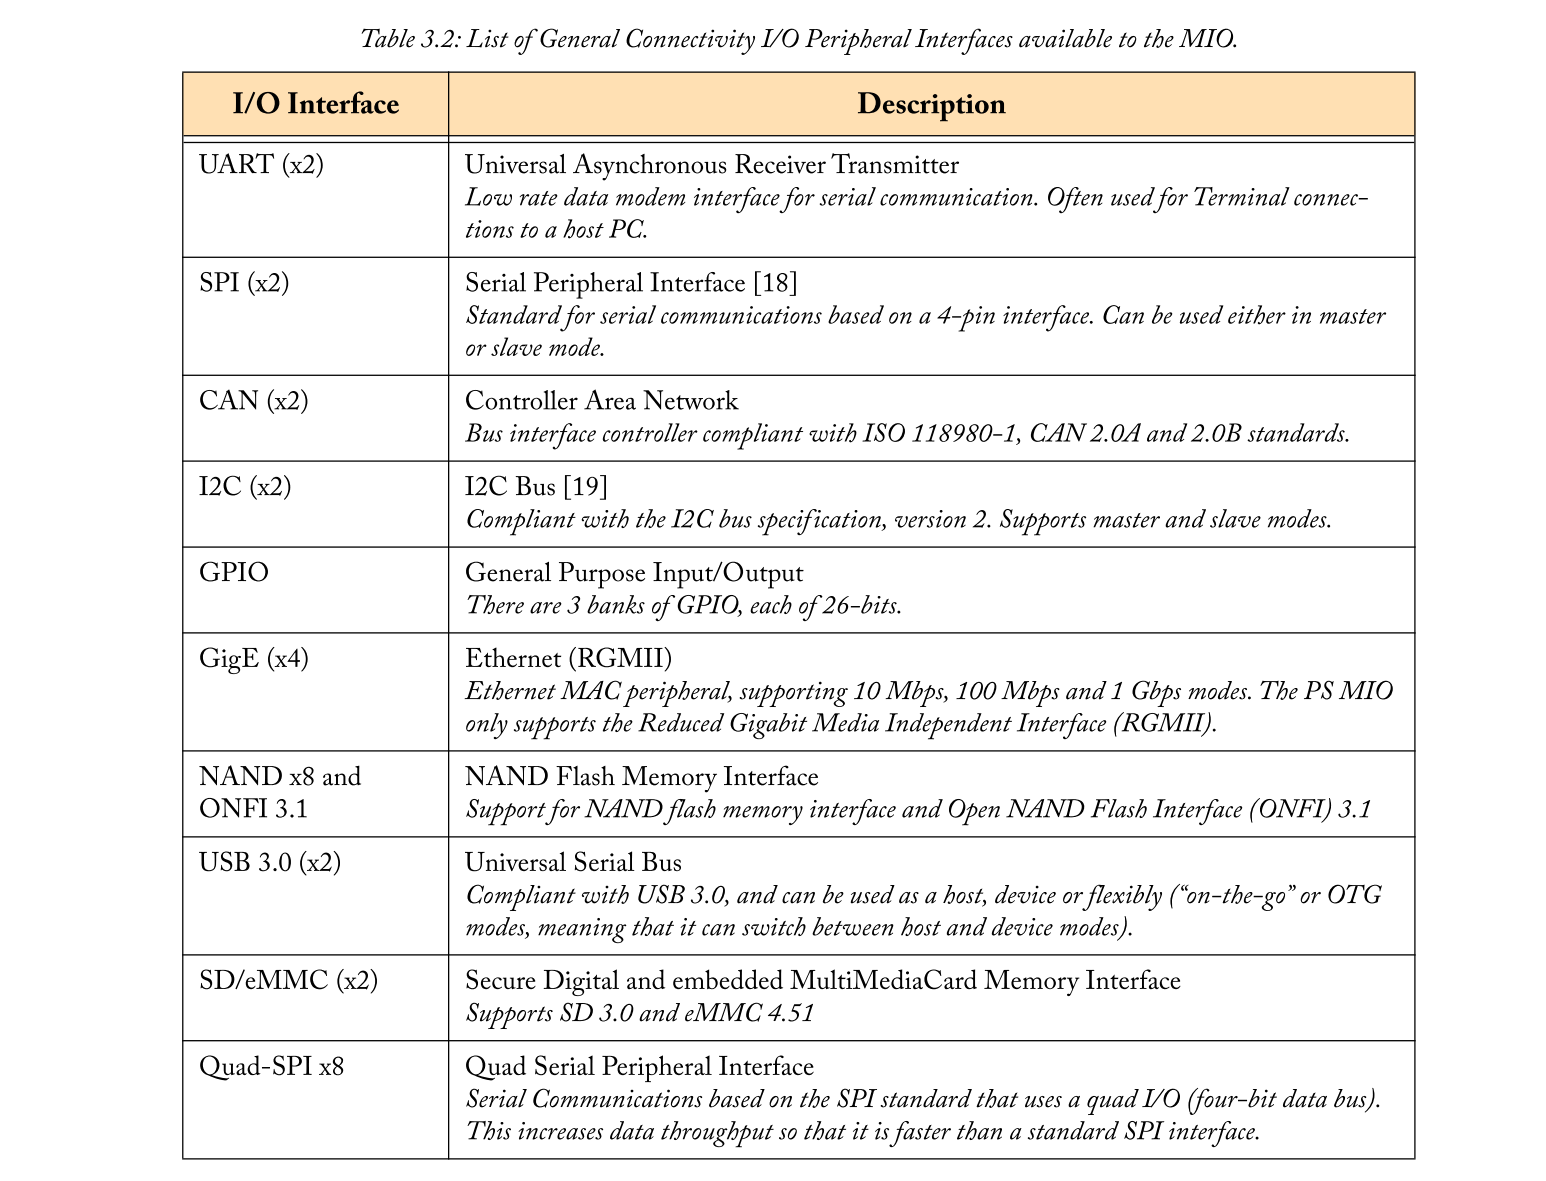 Table 3.2: List of General Connectivity I/O Peripheral Interfaces available to the MIO.
I/O Interface
Description
UART (x2)
Universal Asynchronous Receiver Transmitter
Low rate data modem interface for serial communication. Often used for Terminal connec-
tions to a host PC.
SPI (x2)
Serial Peripheral Interface [18]
Standard for serial communications based on a 4-pin interface. Can be used either in master
or slave mode.
CAN (x2)
Controller Area Network
Bus interface controller compliant with ISO 118980-1, CAN 2.0A and 2.0B standards.
I2C (x2)
I2C Bus [19]
Compliant with the I2C bus specification, version 2. Supports master and slave modes.
GPIO
General Purpose Input/Output
There are 3 banks of GPIO, each of 26-bits.
GigE (x4)
Ethernet (RGMII)
Ethernet MAC peripheral, supporting 10 Mbps, 100 Mbps and 1 Gbps modes. The PS MIO
only supports the Reduced Gigabit Media Independent Interface (RGMII).
NAND x8 and
ONFI 3.1
NAND Flash Memory Interface
Support for NAND flash memory interface and Open NAND Flash Interface (ONFI) 3.1
USB 3.0 (x2)
Universal Serial Bus
Compliant with USB 3.0, and can be used as a host, device or flexibly (“on-the-go” or OTG
modes, meaning that it can switch between host and device modes).
SD/eMMC (x2)
Secure Digital and embedded MultiMediaCard Memory Interface
Supports SD 3.0 and eMMC 4.51
Quad-SPI x8
Quad Serial Peripheral Interface
Serial Communications based on the SPI standard that uses a quad I/O (four-bit data bus).
This increases data throughput so that it is faster than a standard SPI interface.